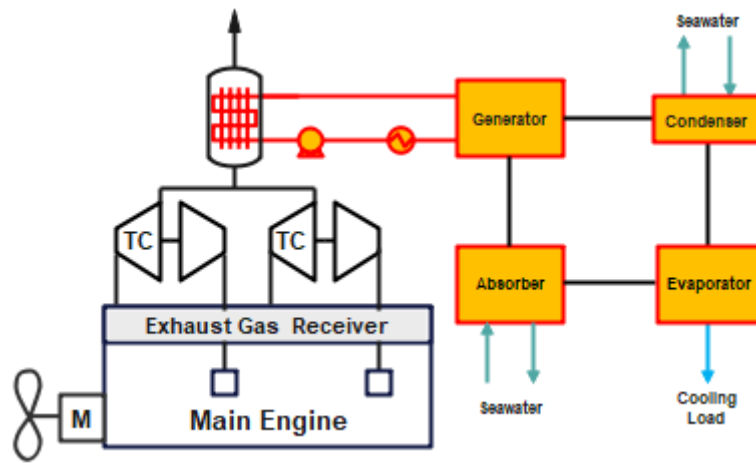 Seawater
Generator
Condenser
TC
TC
Absorber
Evaporator
Exhaust Gas Receiver
M
Main Engine
Seawater
Cooling
Load